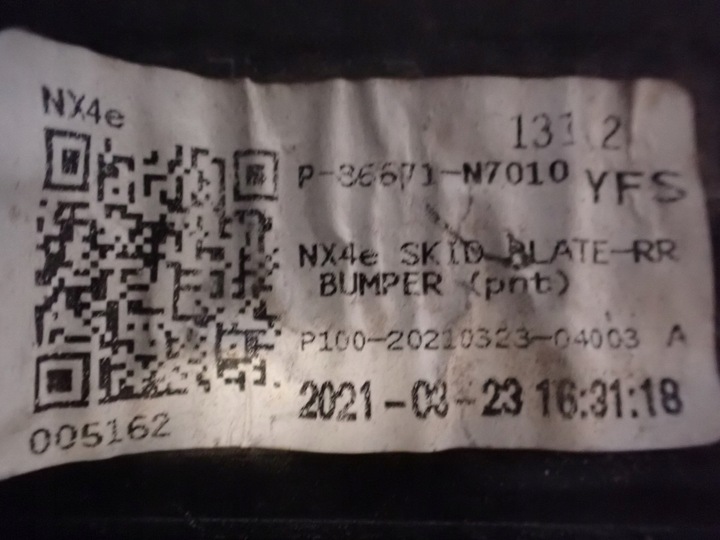 NX4e
1312
P-86671-N7010 YFS
NX4e SKID PLATE-RR
BUMPER (pnt)
P100-20210323-04003 A
2021-03-23 16:31:18
005162